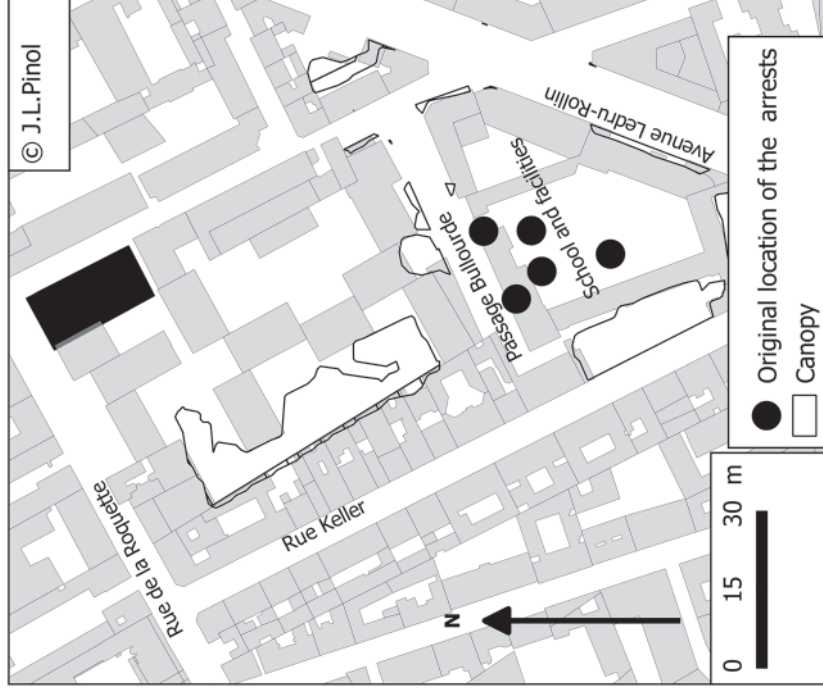 © J.L.Pinol
Avenue Ledru-Rollin
School and facilities
Passage Bullourde
Rue de la Roquette
Rue Keller
N
Original location of the arrests
Canopy
0 15 30 m